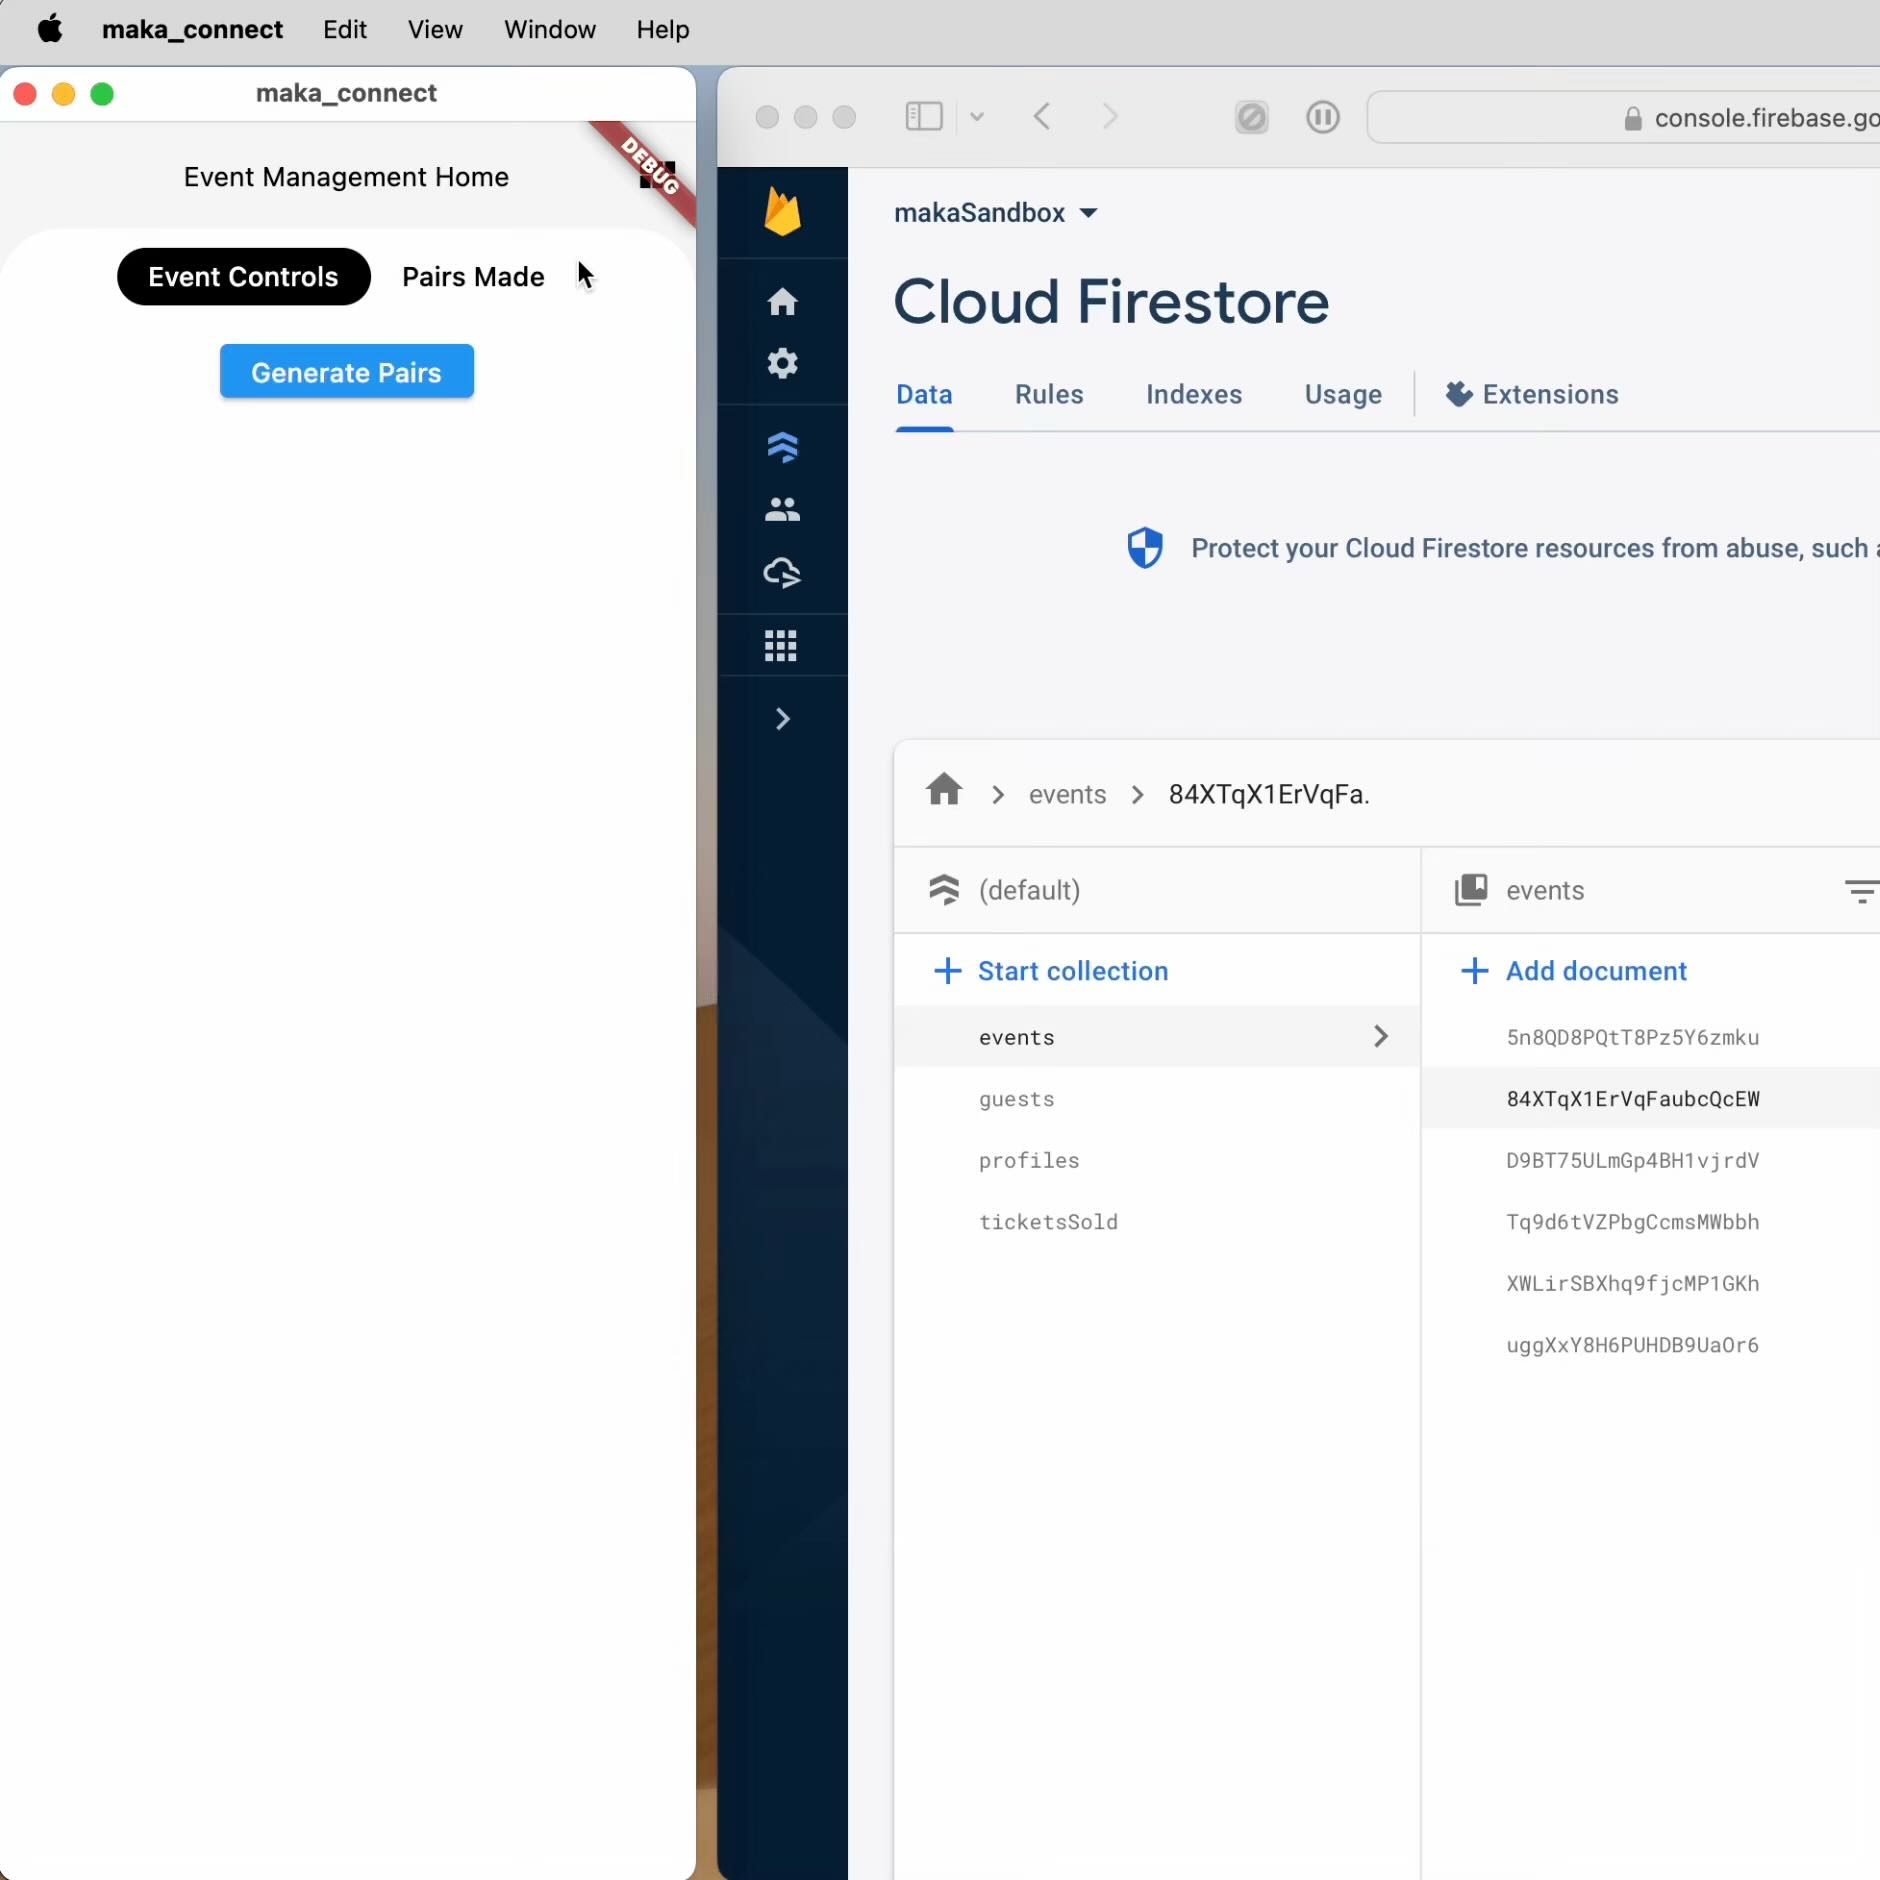 maka_connect Edit View Window Help
maka_connect
Event Management Home
DEBUG
Event Controls Pairs Made
Generate Pairs
console.firebase.go
makaSandbox
Cloud Firestore
Data Rules Indexes Usage Extensions
Protect your Cloud Firestore resources from abuse, such
events 84XTqX1ErVqFa.
(default)
events
Start collection
Add document
events
guests
profiles
ticketsSold
5n8QD8PQtT8Pz5Y6zmku
84XTqX1ErVqFaubcQcEW
D9BT75ULmGp4BH1vjrdV
Tq9d6tVZPbgCcmsMWbbh
XWLirSBXhq9fjcMP1GKh
uggXxY8H6PUHDB9UaOr6